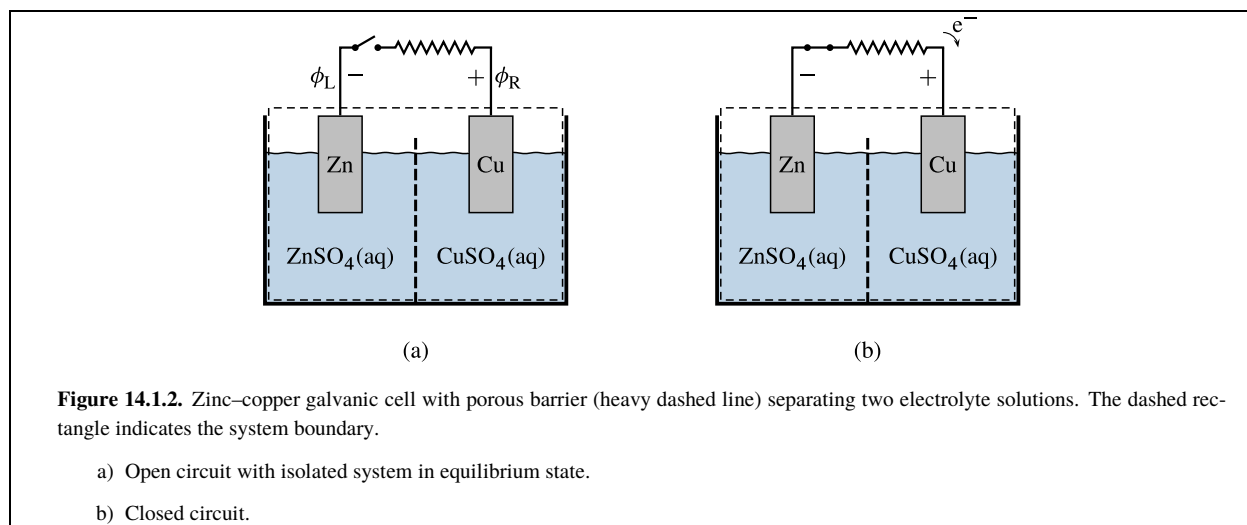 e⁻
ϕL − + ϕR − +
Zn Cu Zn Cu
ZnSO₄(aq) CuSO₄(aq) ZnSO₄(aq) CuSO₄(aq)
(a) (b)
Figure 14.1.2. Zinc–copper galvanic cell with porous barrier (heavy dashed line) separating two electrolyte solutions. The dashed rec-
tangle indicates the system boundary.
a) Open circuit with isolated system in equilibrium state.
b) Closed circuit.